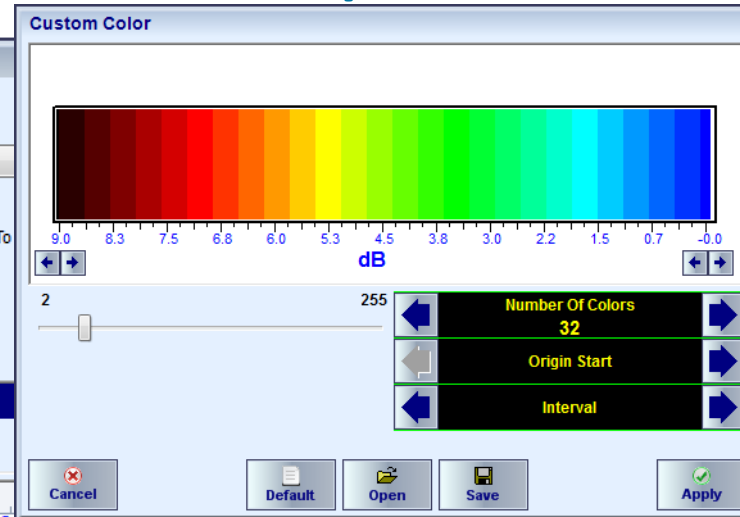 Custom Color
9.0 8.3 7.5 6.8 6.0 5.3 4.5 3.8 3.0 2.2 1.5 0.7 -0.0
dB
2 255
Number Of Colors
32
Origin Start
Interval
Cancel Default Open Save Apply
To